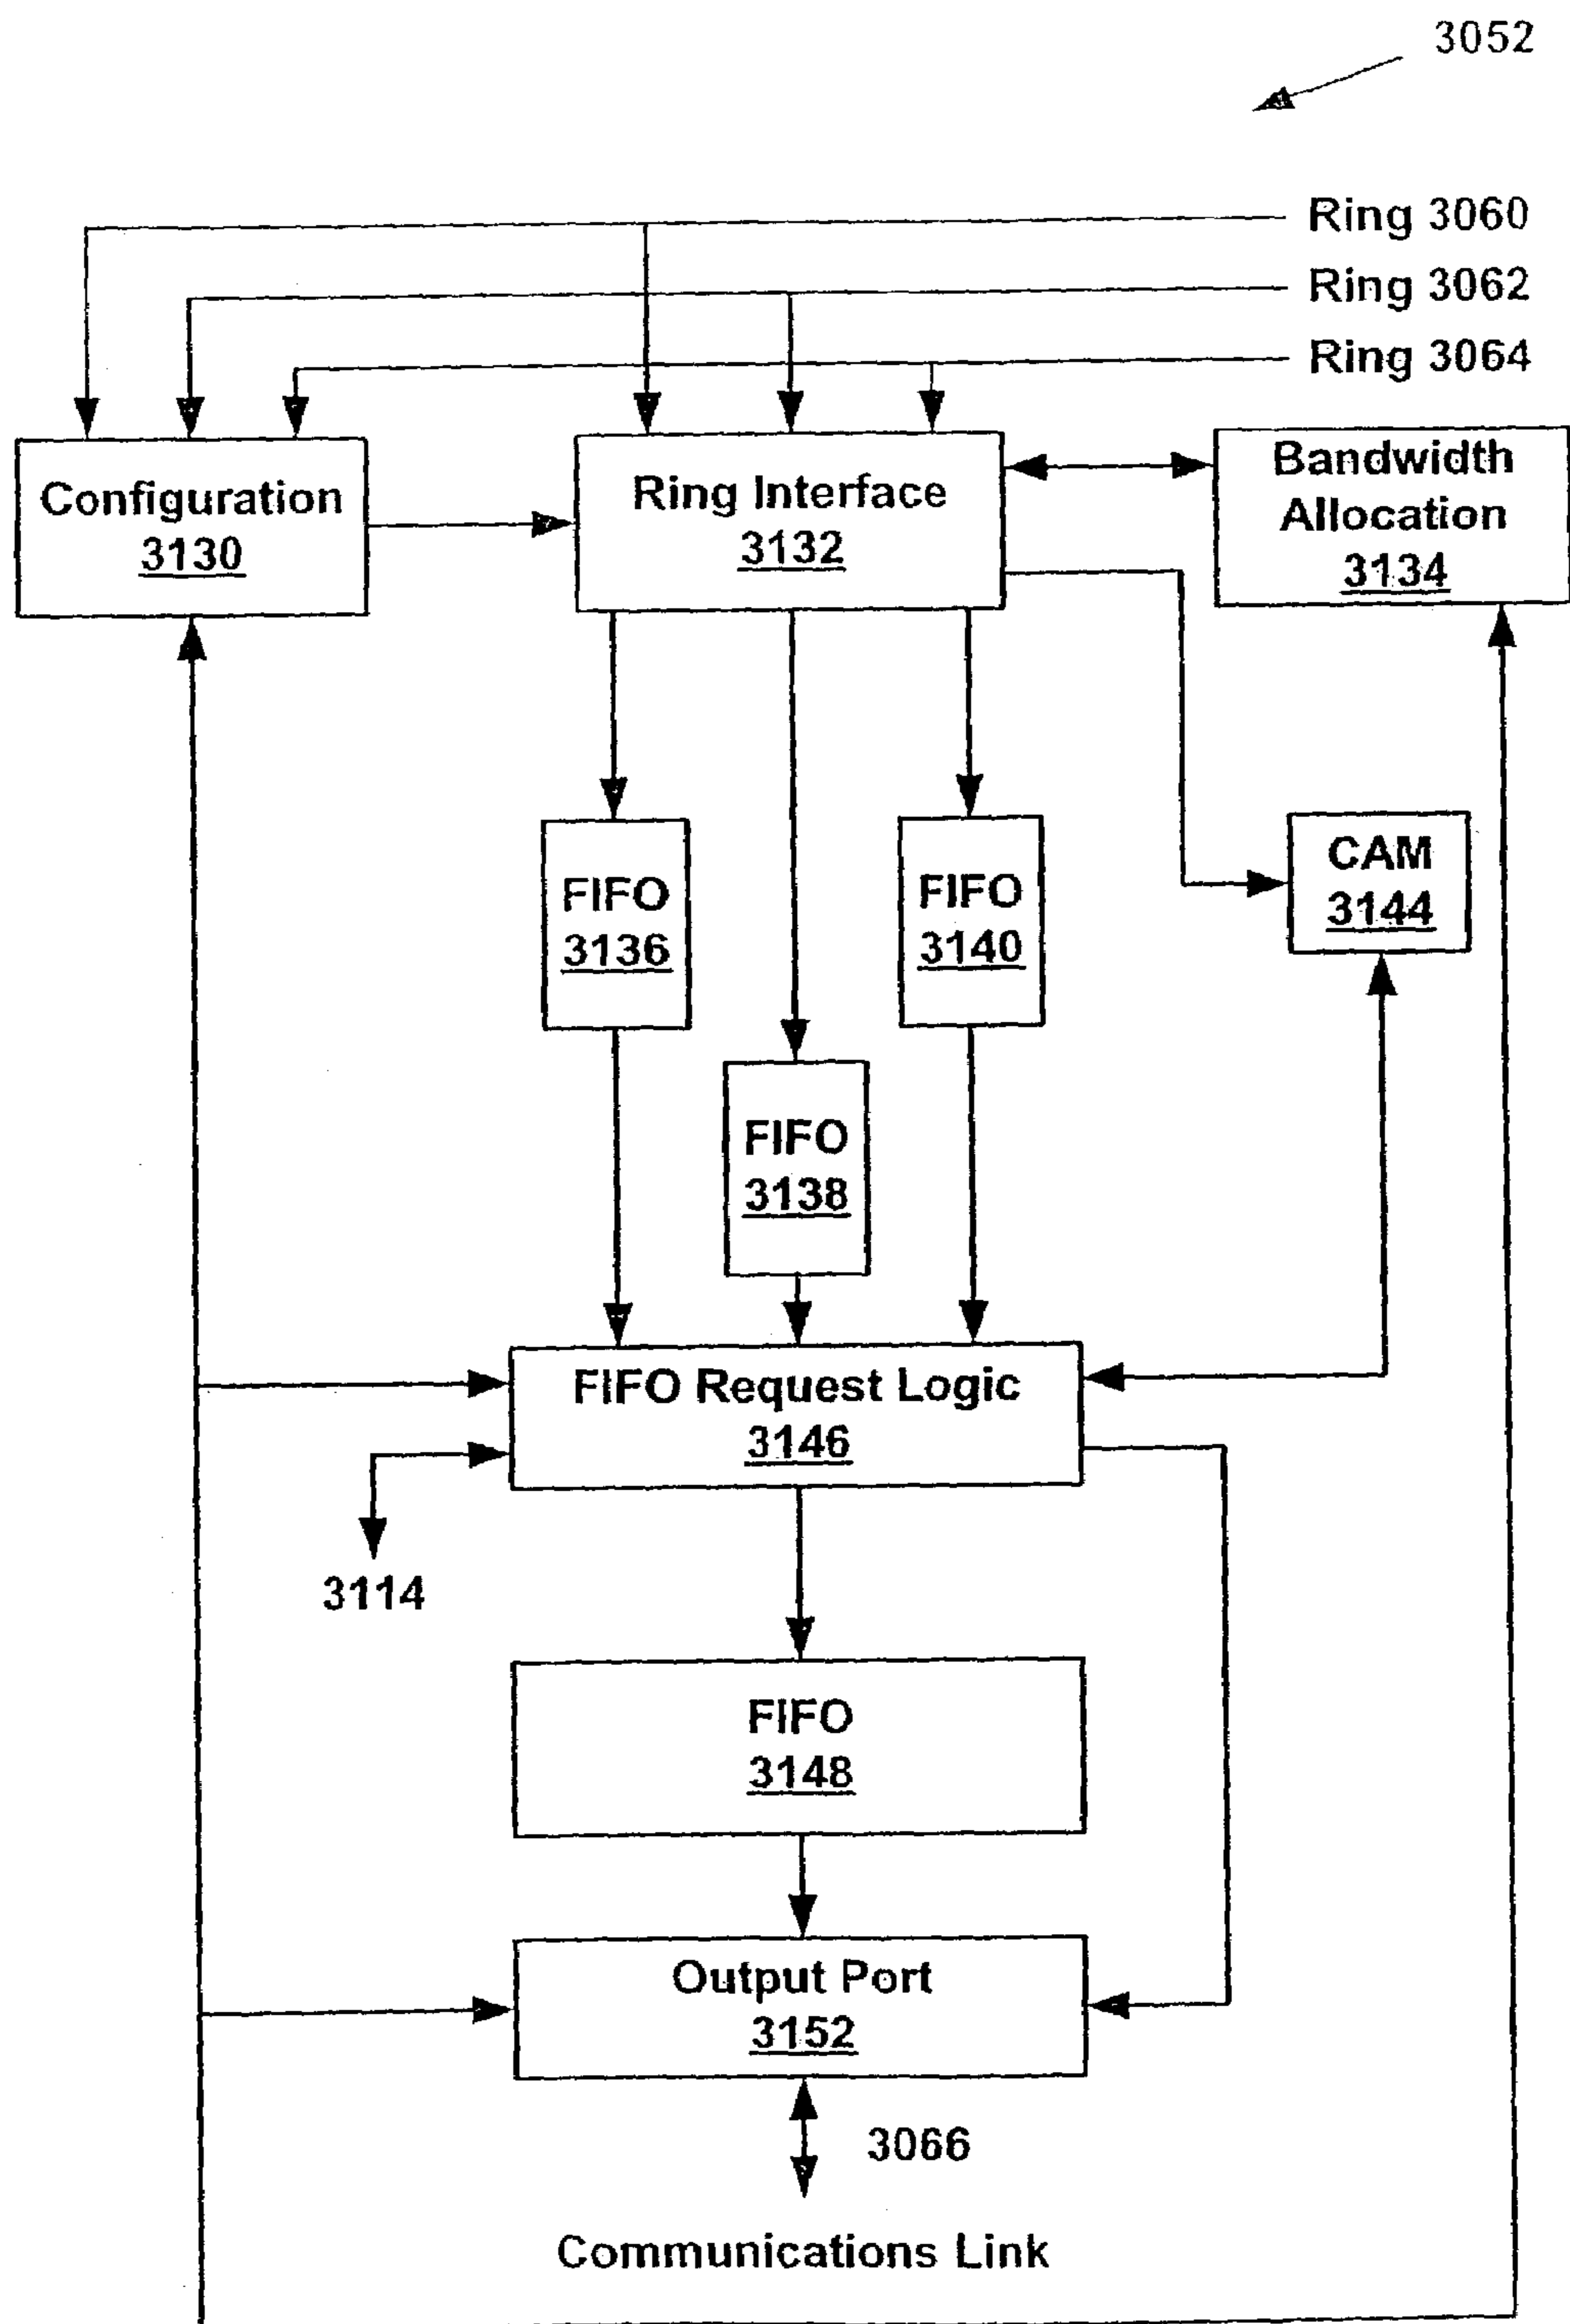 3052
Ring 3060
Ring 3062
Ring 3064
Configuration
3130
Ring Interface
3132
Bandwidth
Allocation
3134
FIFO
3136
FIFO
3140
CAM
3144
FIFO
3138
FIFO Request Logic
3146
3114
FIFO
3148
Output Port
3152
3066
Communications Link